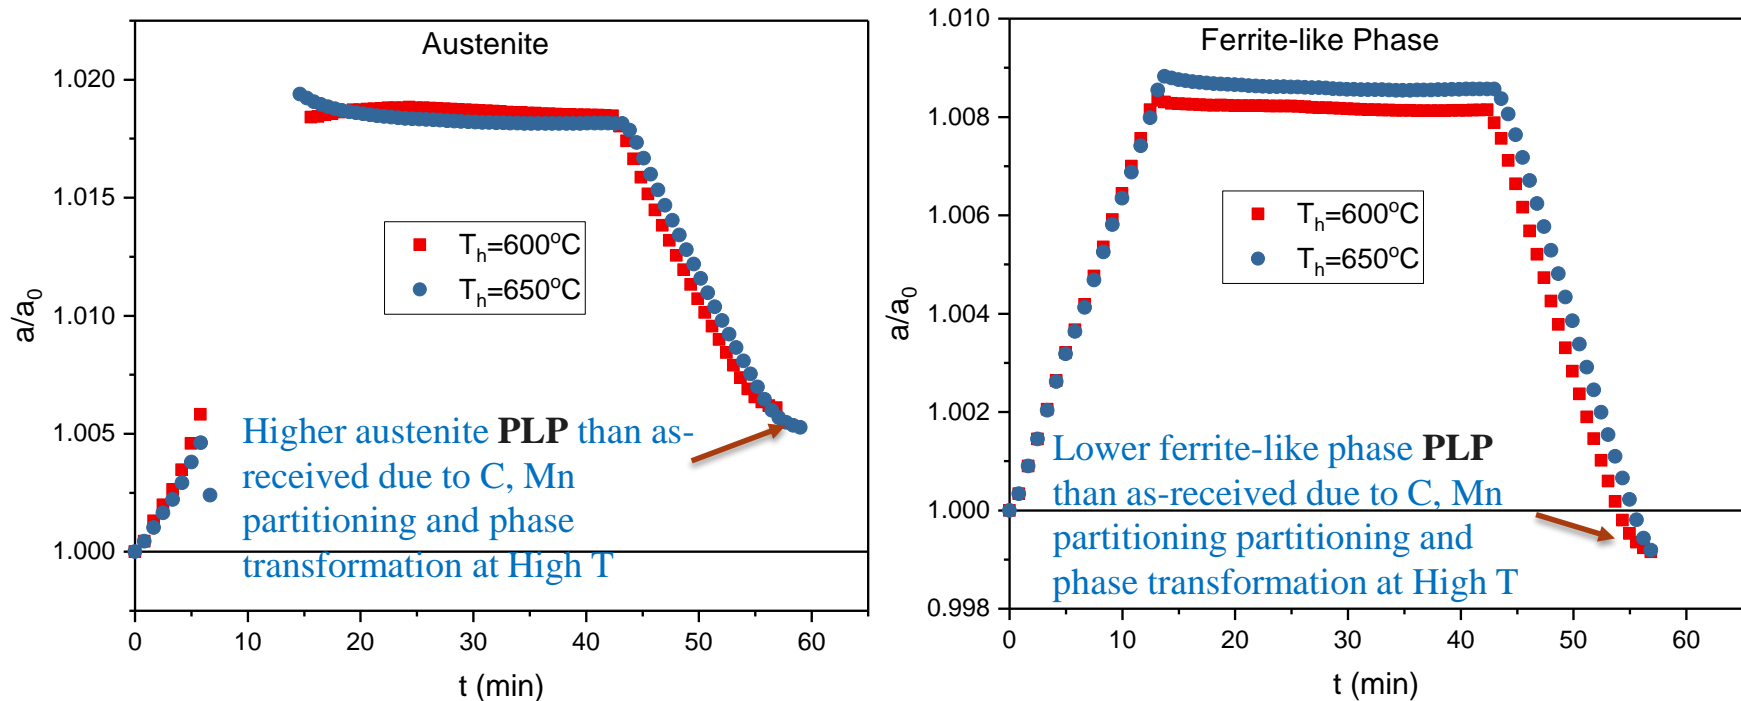 Austenite
1.020
1.015
1.010
1.005
1.000
a/a0
Th=600oC
Th=650oC
Higher austenite PLP than as-
received due to C, Mn
partitioning and phase
transformation at High T
0 10 20 30 40 50 60
t (min)
Ferrite-like Phase
1.010
1.008
1.006
1.004
1.002
1.000
0.998
a/a0
Th=600oC
Th=650oC
Lower ferrite-like phase PLP
than as-received due to C, Mn
partitioning partitioning and
phase transformation at High T
0 10 20 30 40 50 60
t (min)